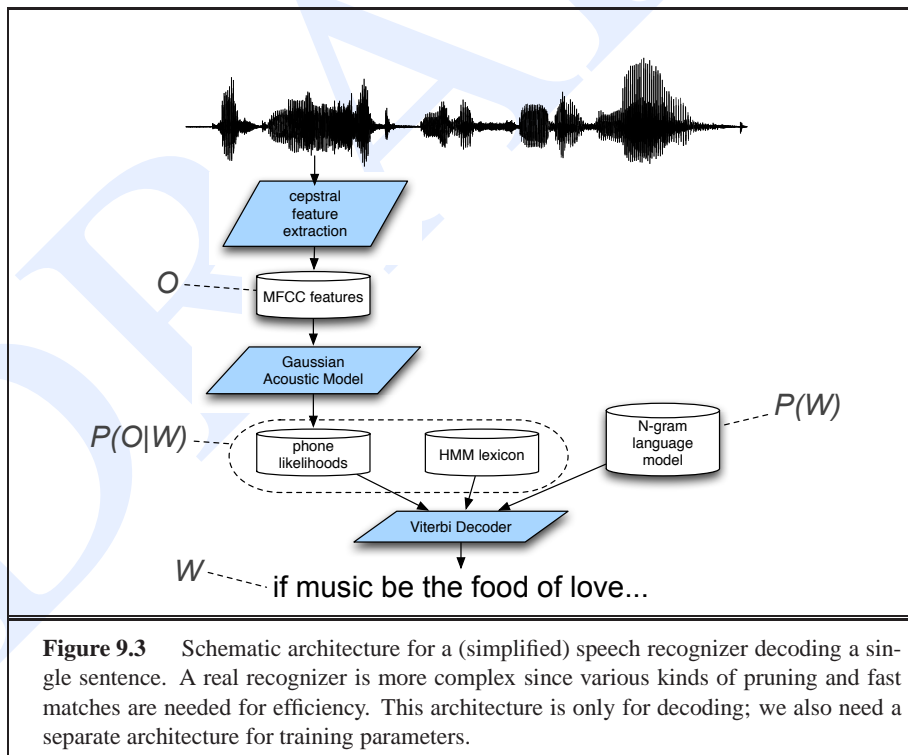 cepstral
feature
extraction
O
MFCC features
Gaussian
Acoustic Model
P(W)
P(O|W)
phone
likelihoods
HMM lexicon
N-gram
language
model
Viterbi Decoder
W
if music be the food of love...
Figure 9.3 Schematic architecture for a (simplified) speech recognizer decoding a sin-
gle sentence. A real recognizer is more complex since various kinds of pruning and fast
matches are needed for efficiency. This architecture is only for decoding; we also need a
separate architecture for training parameters.